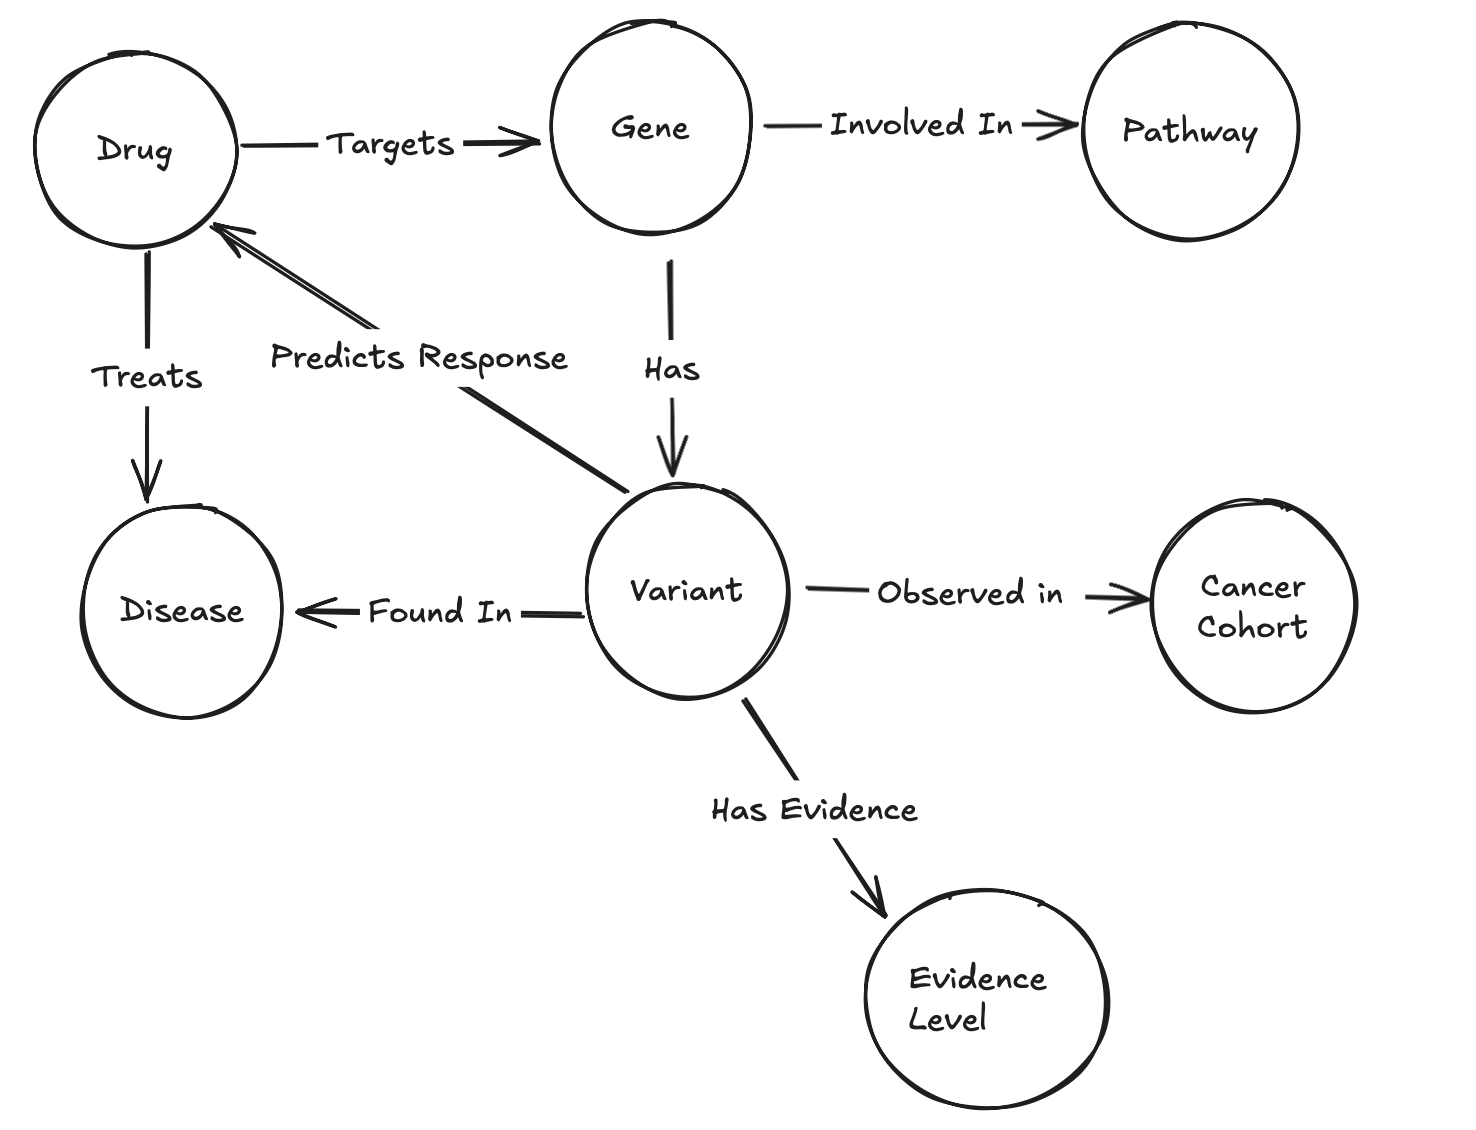 Drug
Targets
Gene
Involved In
Pathway
Treats
Predicts Response
Has
Disease
Found In
Variant
Observed in
Cancer
Cohort
Has Evidence
Evidence
Level